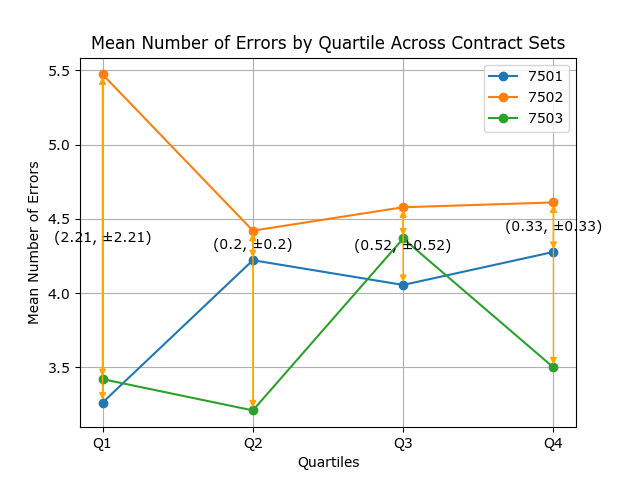 Mean Number of Errors by Quartile Across Contract Sets
7501
7502
7503
5.5
5.0
4.5
4.0
3.5
Mean Number of Errors
(2.21, ±2.21)
(0.2, ±0.2)
(0.52, ±0.52)
(0.33, ±0.33)
Q1
Q2
Q3
Q4
Quartiles